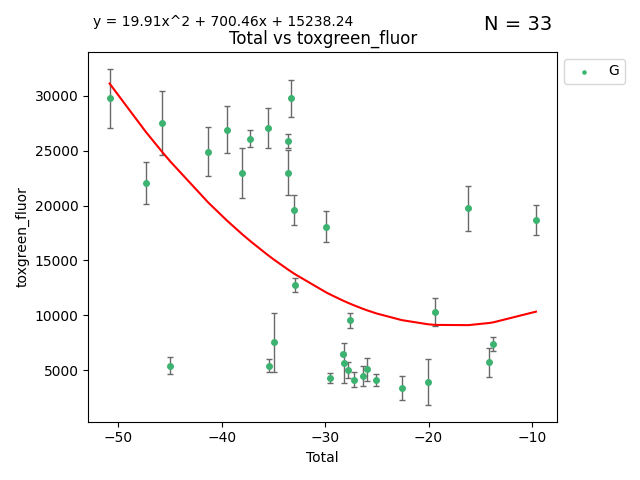 y = 19.91x^2 + 700.46x + 15238.24
N = 33
Total vs toxgreen_fluor
G
30000
25000
20000
15000
10000
5000
toxgreen_fluor
−50
−40
−30
−20
−10
Total